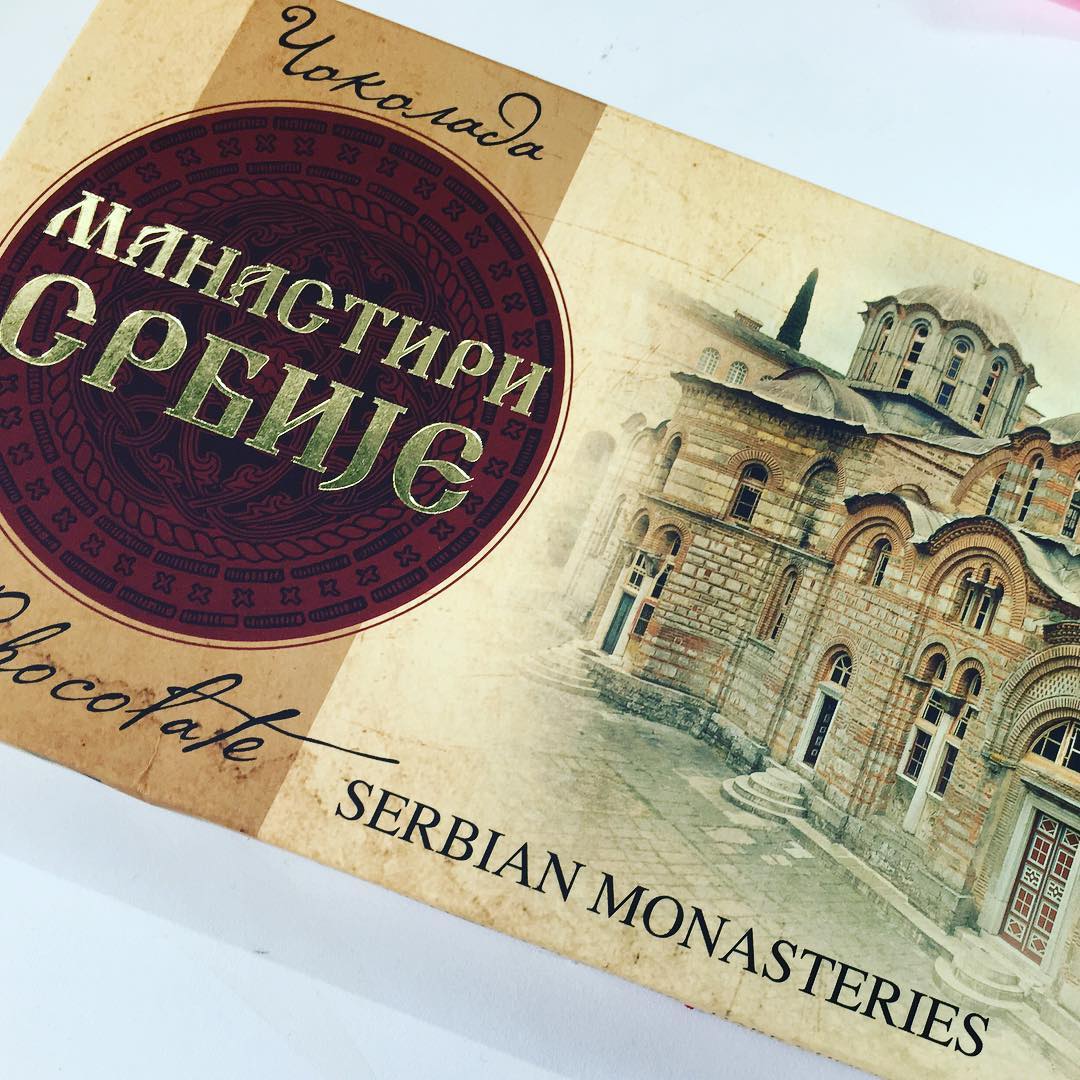 Чоколада
МАНАСТИРИ
СРБИЈЕ
Chocolate
SERBIAN MONASTERIES